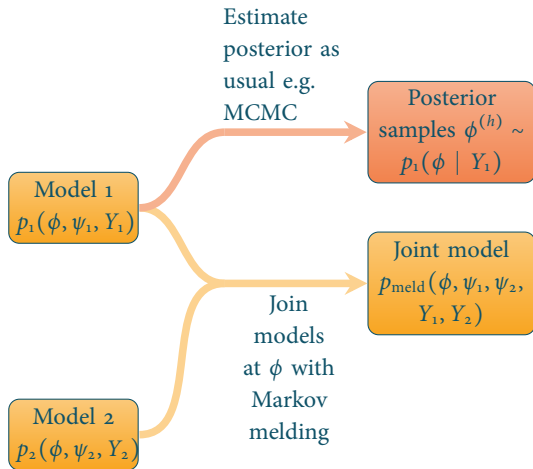 Estimate
posterior as
usual e.g.
MCMC
Posterior
samples ϕ⁽ʰ⁾ ~
p₁(ϕ | Y₁)
Model 1
p₁(ϕ, ψ₁, Y₁)
Joint model
pₘₑₗd(ϕ, ψ₁, ψ₂,
Y₁, Y₂)
Join
models
at ϕ with
Markov
melding
Model 2
p₂(ϕ, ψ₂, Y₂)